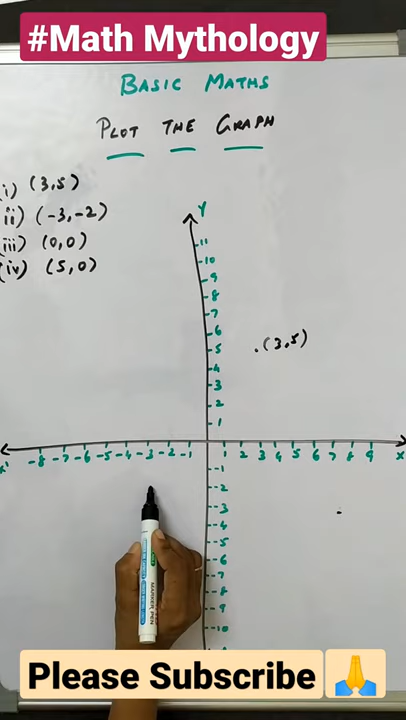 #Math Mythology
BASIC MATHS
PLOT THE GRAPH
i) (3,5)
ii) (-3,-2)
(iii) (0,0)
(iv) (5,0)
Y
11
10
9
8
7
6
5
.(3,5)
4
3
2
1
X' -8 -7 -6 -5 -4 -3 -2 -1 1 2 3 4 5 6 7 8 9 X
-1
-2
-3
-4
-5
-6
-7
-8
-9
-10
MARKER PEN
Please Subscribe 🙏